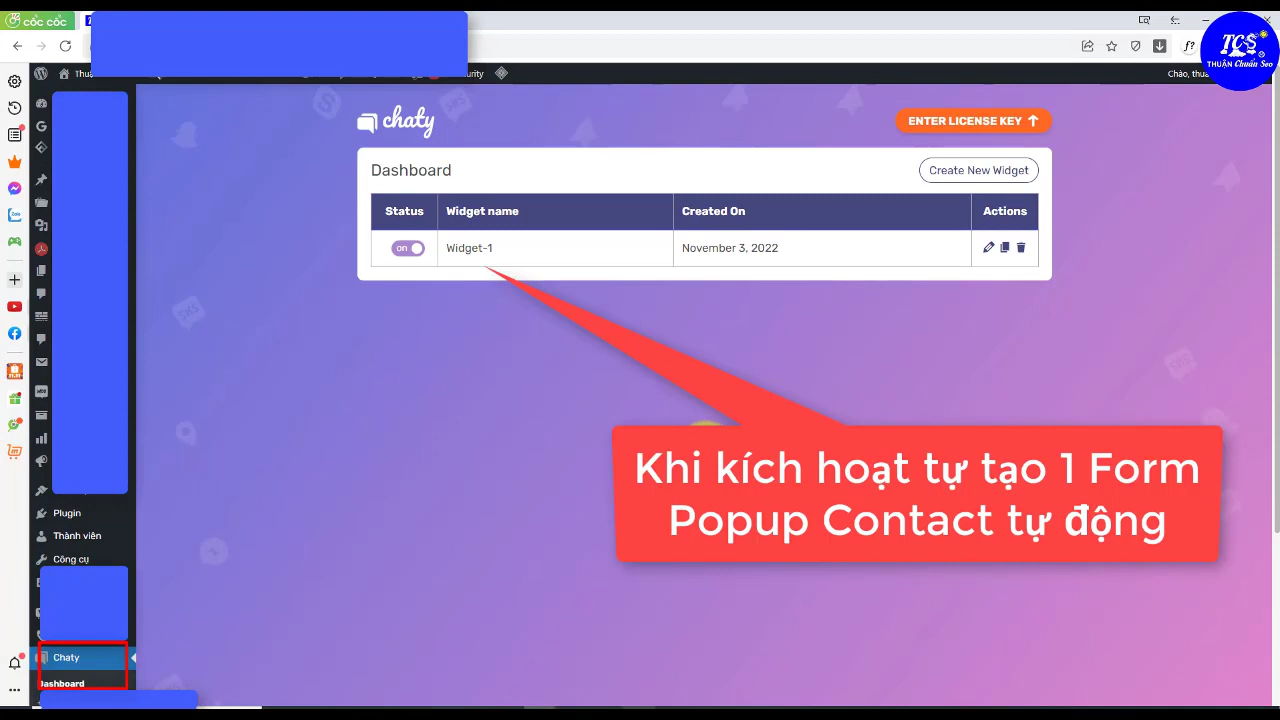 cốc cốc
TCS
THUẬN Chuẩn Seo
Chào,
chaty
ENTER LICENSE KEY
Dashboard
Create New Widget
Status
Widget name
Created On
Actions
on
Widget-1
November 3, 2022
Khi kích hoạt tự tạo 1 Form
Popup Contact tự động
Plugin
Thành viên
Công cụ
Chaty
Dashboard